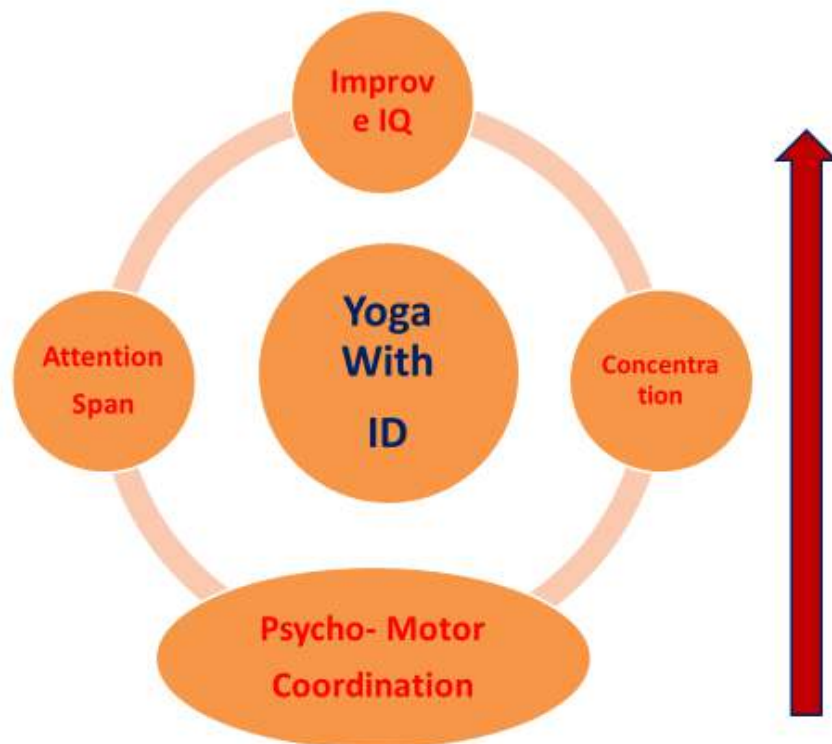 Improv
e IQ
Attention
Span
Yoga
With
ID
Concentra
tion
Psycho- Motor
Coordination